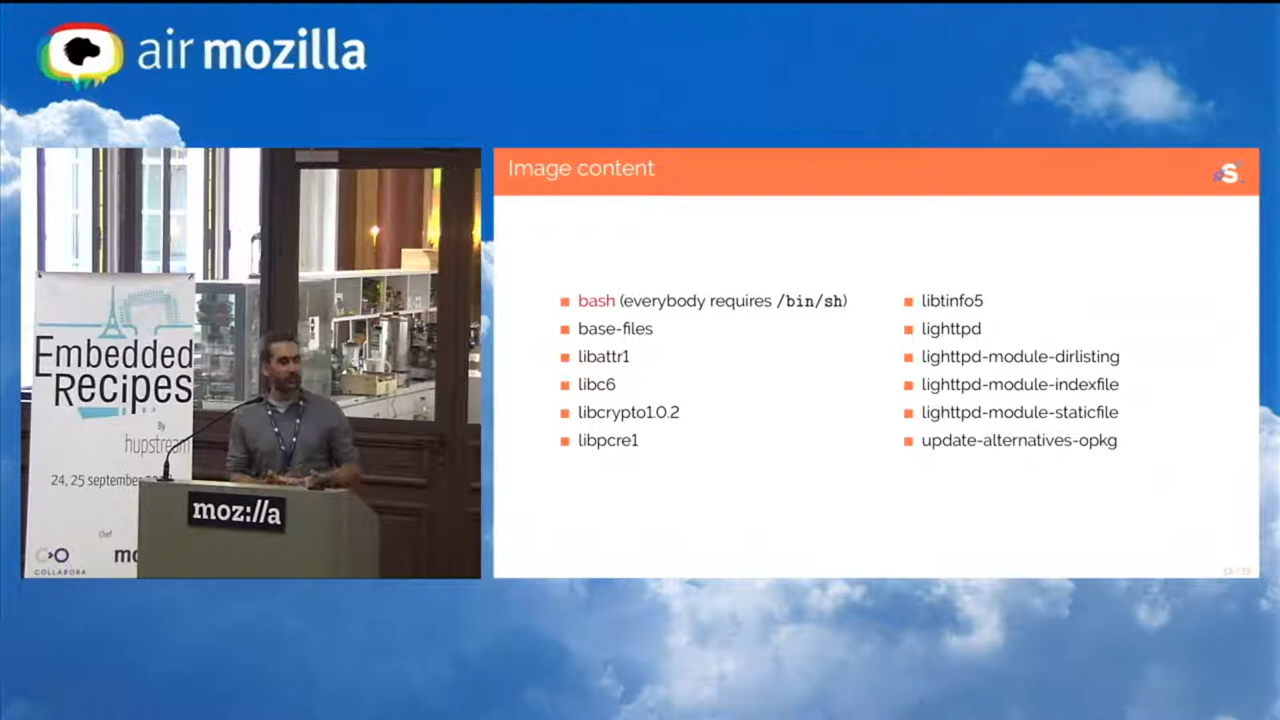 air mozilla
Embedded
Recipes
By
hupstream
24, 25 september
Chef
COLLABORA
moz://a
Image content
S
bash (everybody requires /bin/sh)
base-files
libattr1
libc6
libcrypto1.0.2
libpcre1
libtinfo5
lighttpd
lighttpd-module-dirlisting
lighttpd-module-indexfile
lighttpd-module-staticfile
update-alternatives-opkg